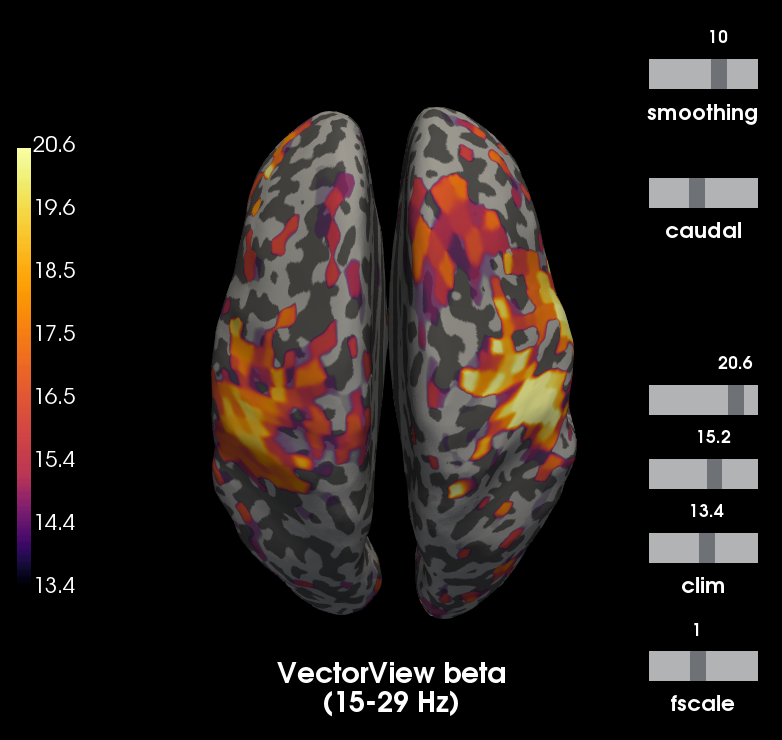 10
smoothing
20.6
19.6
18.5
17.5
16.5
15.4
14.4
13.4
caudal
20.6
15.2
13.4
clim
1
fscale
VectorView beta
(15-29 Hz)